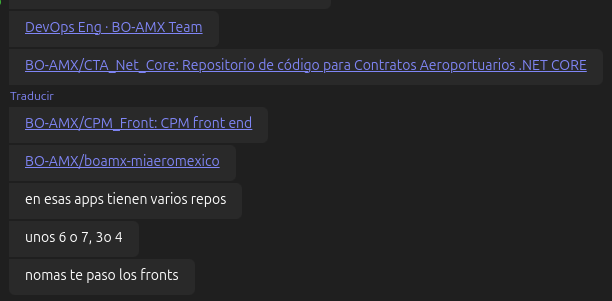 DevOps Eng · BO-AMX Team
BO-AMX/CTA_Net_Core: Repositorio de código para Contratos Aeroportuarios .NET CORE
Traducir
BO-AMX/CPM_Front: CPM front end
BO-AMX/boamx-miaeromexico
en esas apps tienen varios repos
unos 6 o 7, 3o 4
nomas te paso los fronts